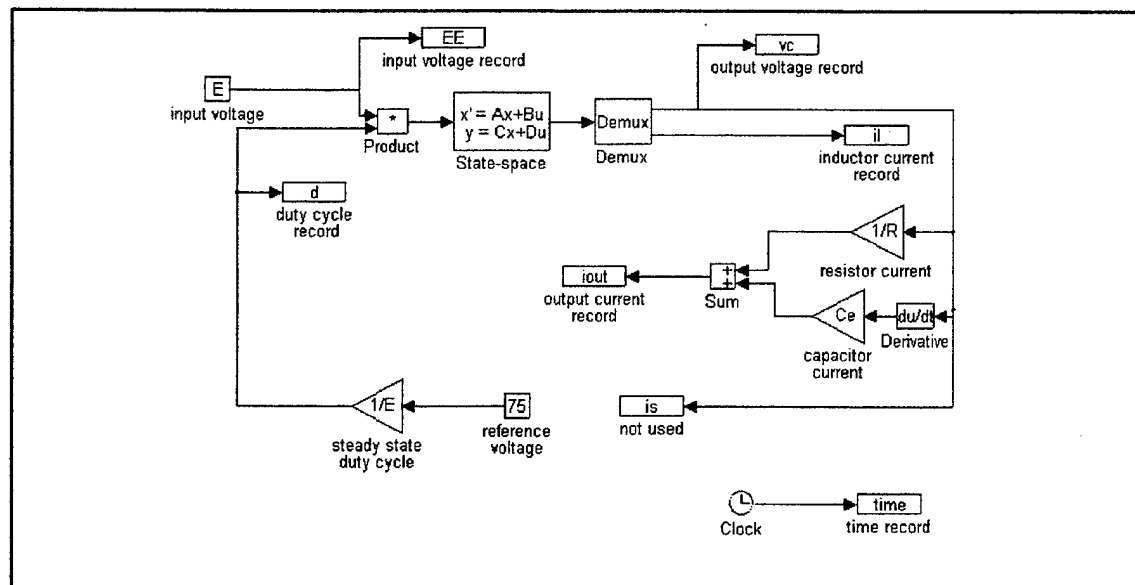 EE
input voltage record
vc
output voltage record
E
input voltage
*
Product
x' = Ax+Bu
y = Cx+Du
State-space
Demux
Demux
il
inductor current
record
d
duty cycle
record
1/R
resistor current
iout
output current
record
+
+
Sum
Ce
capacitor
current
du/dt
Derivative
1/E
steady state
duty cycle
75
reference
voltage
is
not used
Clock
time
time record